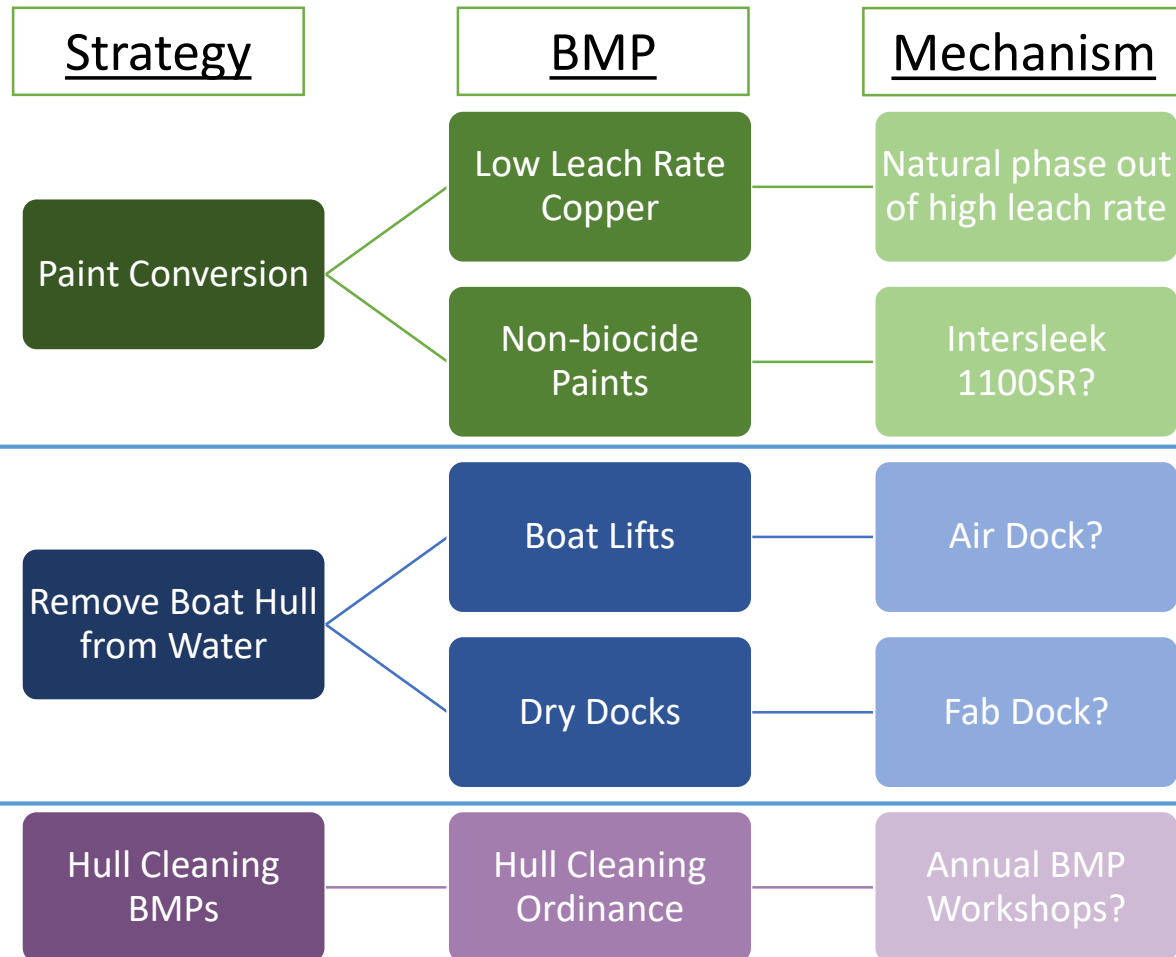 Strategy
BMP
Mechanism
Paint Conversion
Low Leach Rate
Copper
Natural phase out
of high leach rate
Non-biocide
Paints
Intersleek
1100SR?
Remove Boat Hull
from Water
Boat Lifts
Air Dock?
Dry Docks
Fab Dock?
Hull Cleaning
BMPs
Hull Cleaning
Ordinance
Annual BMP
Workshops?